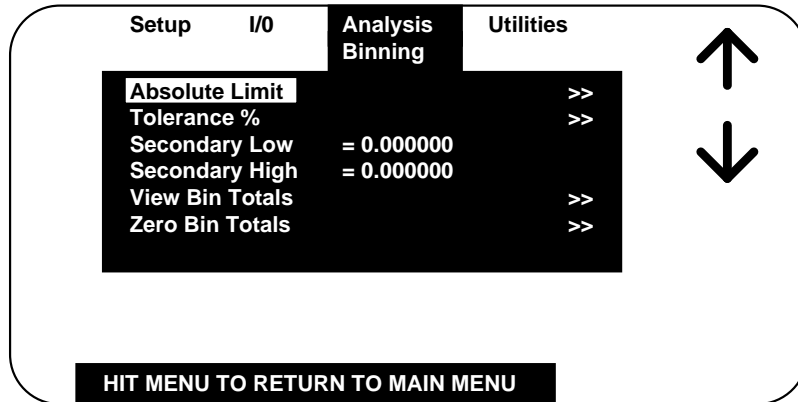 Setup I/0 Analysis Utilities
Binning
Absolute Limit >>
Tolerance % >>
Secondary Low = 0.000000
Secondary High = 0.000000
View Bin Totals >>
Zero Bin Totals >>
HIT MENU TO RETURN TO MAIN MENU